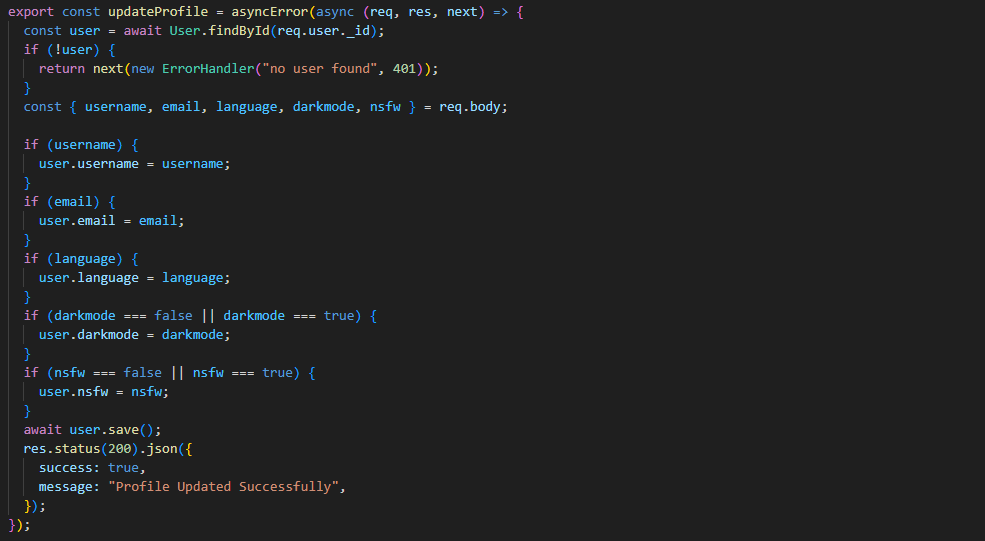 export const updateProfile = asyncError(async (req, res, next) => {
  const user = await User.findById(req.user._id);
  if (!user) {
    return next(new ErrorHandler("no user found", 401));
  }
  const { username, email, language, darkmode, nsfw } = req.body;

  if (username) {
    user.username = username;
  }
  if (email) {
    user.email = email;
  }
  if (language) {
    user.language = language;
  }
  if (darkmode === false || darkmode === true) {
    user.darkmode = darkmode;
  }
  if (nsfw === false || nsfw === true) {
    user.nsfw = nsfw;
  }
  await user.save();
  res.status(200).json({
    success: true,
    message: "Profile Updated Successfully",
  });
});